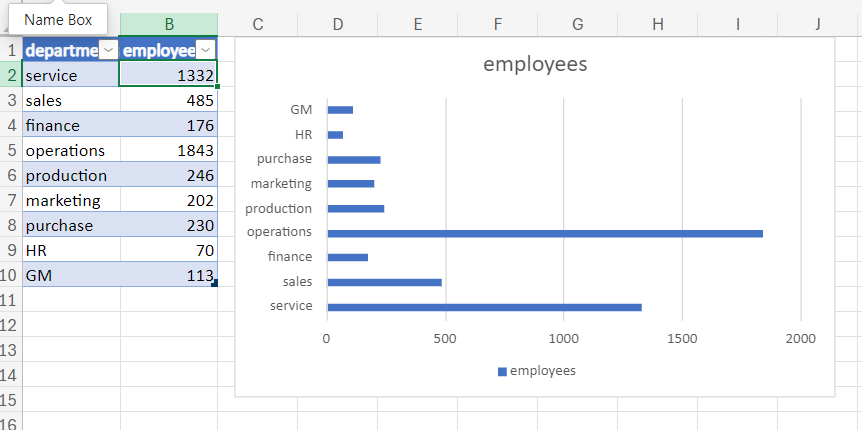 Name Box
B C D E F G H I J
1 departme employee
2 service 1332
3 sales 485
4 finance 176
5 operations 1843
6 production 246
7 marketing 202
8 purchase 230
9 HR 70
10 GM 113
11
12
13
14
15
16
employees
GM
HR
purchase
marketing
production
operations
finance
sales
service
0 500 1000 1500 2000
employees